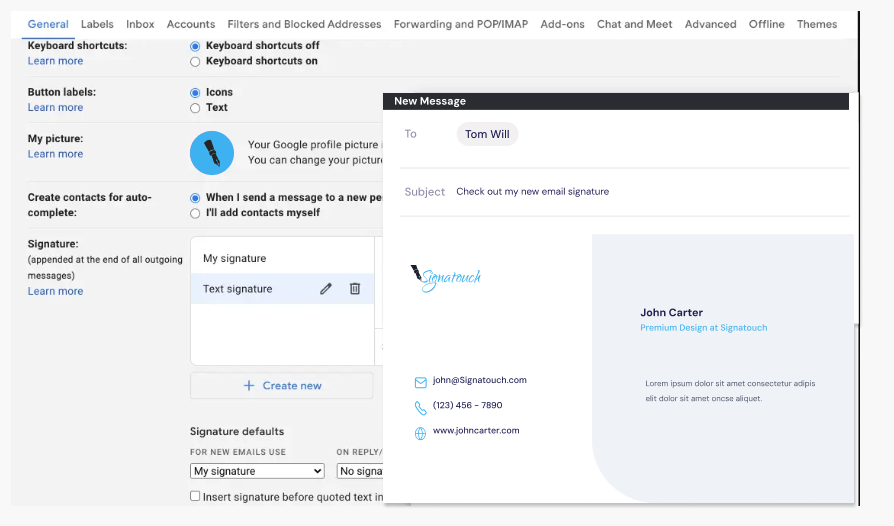 General Labels Inbox Accounts Filters and Blocked Addresses Forwarding and POP/IMAP Add-ons Chat and Meet Advanced Offline Themes
Keyboard shortcuts:
Learn more
Keyboard shortcuts off
Keyboard shortcuts on
Button labels:
Learn more
Icons
Text
My picture:
Learn more
Your Google profile picture
You can change your picture
Create contacts for auto-
complete:
When I send a message to a new
I'll add contacts myself
Signature:
(appended at the end of all outgoing
messages)
Learn more
My signature
Text signature
Create new
Signature defaults
FOR NEW EMAILS USE
ON REPLY/
My signature
No
Insert signature before quoted text in
New Message
To
Tom Will
Subject
Check out my new email signature
Signatouch
john@Signatouch.com
(123) 456 - 7890
www.johncarter.com
John Carter
Premium Design at Signatouch
Lorem ipsum dolor sit amet consectetur adipis
elit dolor sit amet oncse aliquet.